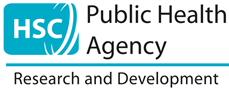 HSC Public Health
Agency
Research and Development